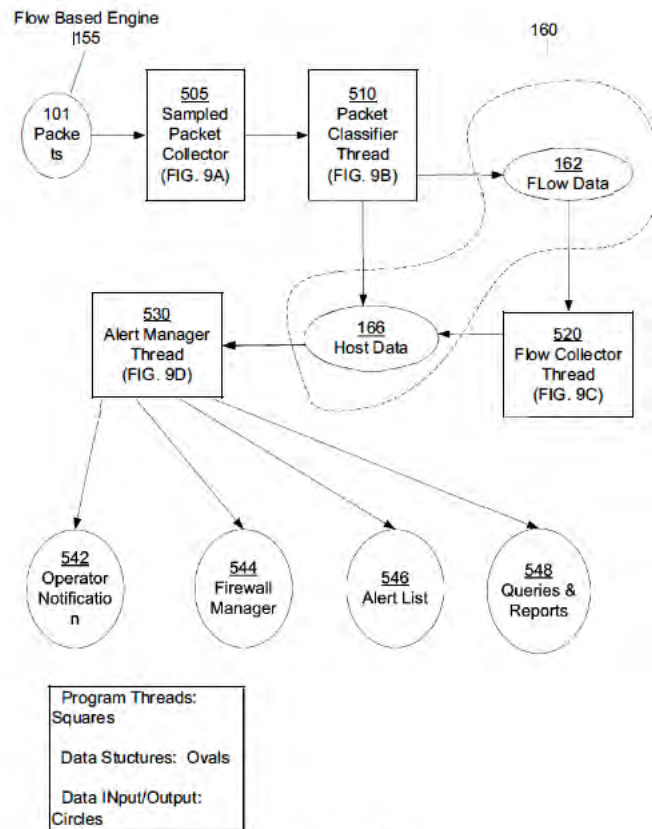 Flow Based Engine
155
160
101
Packe
ts
505
Sampled
Packet
Collector
(FIG. 9A)
510
Packet
Classifier
Thread
(FIG. 9B)
162
FLow Data
530
Alert Manager
Thread
(FIG. 9D)
166
Host Data
520
Flow Collector
Thread
(FIG. 9C)
542
Operator
Notificatio
n
544
Firewall
Manager
546
Alert List
548
Queries &
Reports
Program Threads:
Squares
Data Stuctures: Ovals
Data INput/Output:
Circles